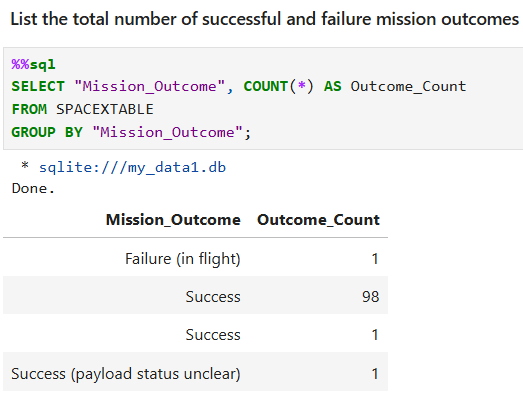 List the total number of successful and failure mission outcomes
%%sql
SELECT "Mission_Outcome", COUNT(*) AS Outcome_Count
FROM SPACEXTABLE
GROUP BY "Mission_Outcome";
* sqlite:///my_data1.db
Done.
Mission_Outcome Outcome_Count
Failure (in flight) 1
Success 98
Success 1
Success (payload status unclear) 1